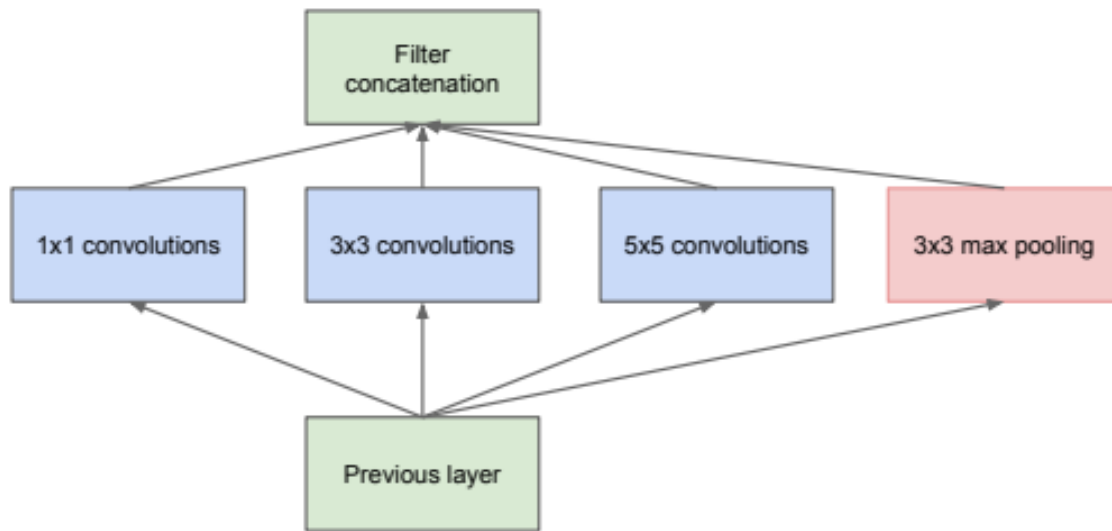 Filter
concatenation
1x1 convolutions
3x3 convolutions
5x5 convolutions
3x3 max pooling
Previous layer